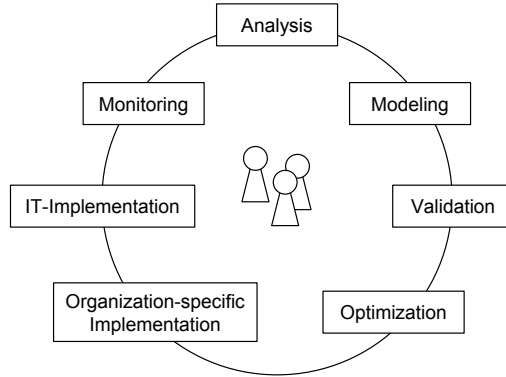 Analysis
Monitoring
Modeling
IT-Implementation
Validation
Organization-specific
Implementation
Optimization